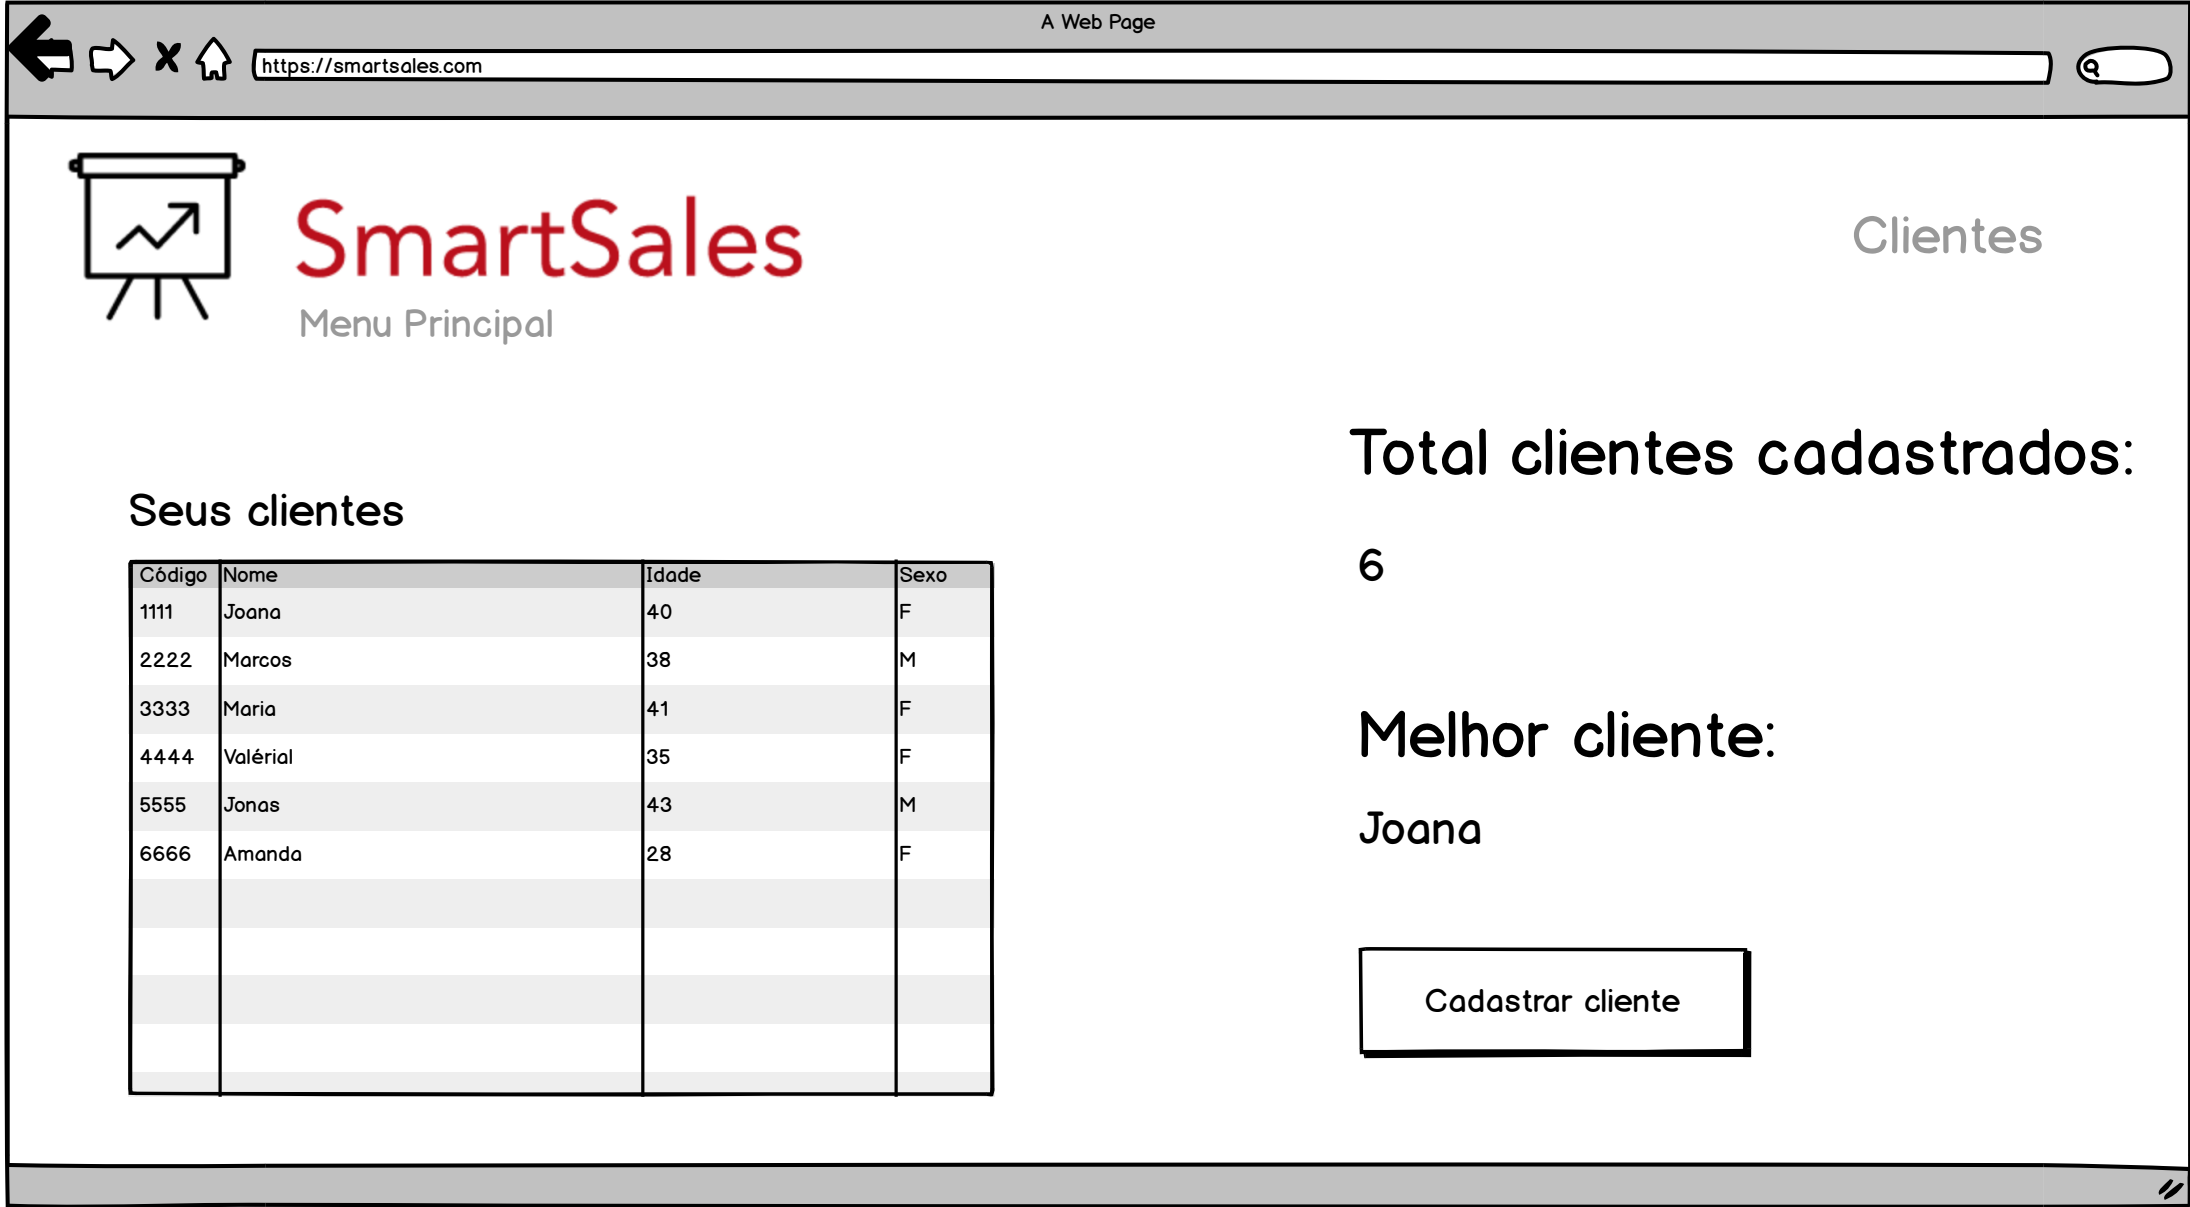 A Web Page
https://smartsales.com
SmartSales
Clientes
Menu Principal
Seus clientes
Código Nome Idade Sexo
1111 Joana 40 F
2222 Marcos 38 M
3333 Maria 41 F
4444 Valérial 35 F
5555 Jonas 43 M
6666 Amanda 28 F
Total clientes cadastrados:
6
Melhor cliente:
Joana
Cadastrar cliente